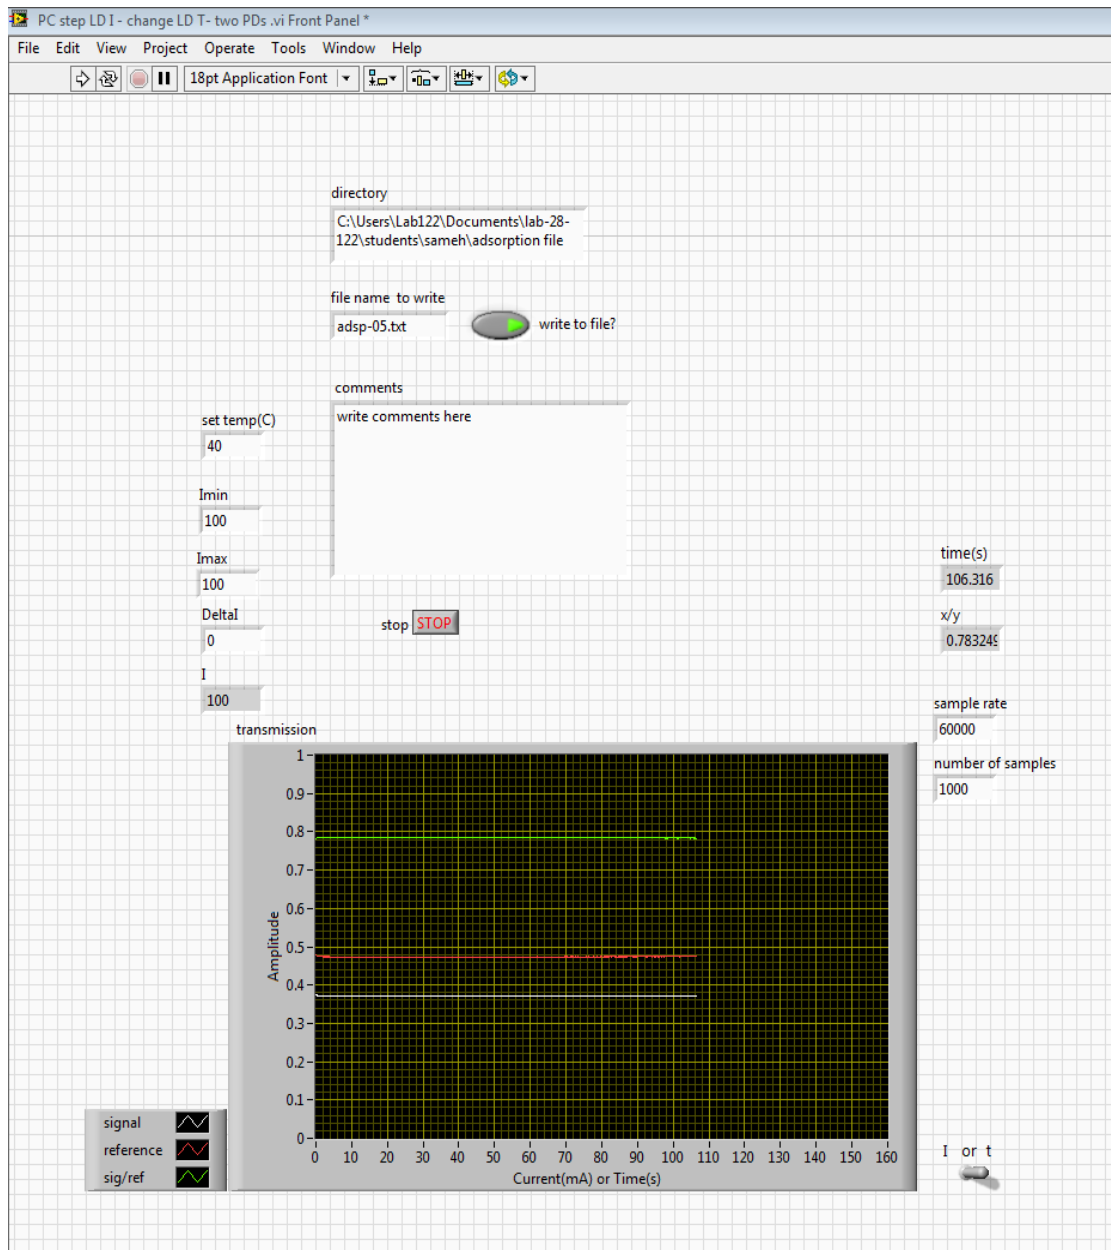 PC step LD I - change LD T- two PDs .vi Front Panel *
File Edit View Project Operate Tools Window Help
18pt Application Font
directory
C:\Users\Lab122\Documents\lab-28-
122\students\sameh\adsorption file
file name to write
adsp-05.txt
write to file?
comments
write comments here
set temp(C)
40
Imin
100
Imax
100
DeltaI
0
I
100
stop STOP
time(s)
106.316
x/y
0.783249
sample rate
60000
number of samples
1000
transmission
1
0.9
0.8
0.7
0.6
0.5
0.4
0.3
0.2
0.1
0
Amplitude
0 10 20 30 40 50 60 70 80 90 100 110 120 130 140 150 160
Current(mA) or Time(s)
signal
reference
sig/ref
I or t